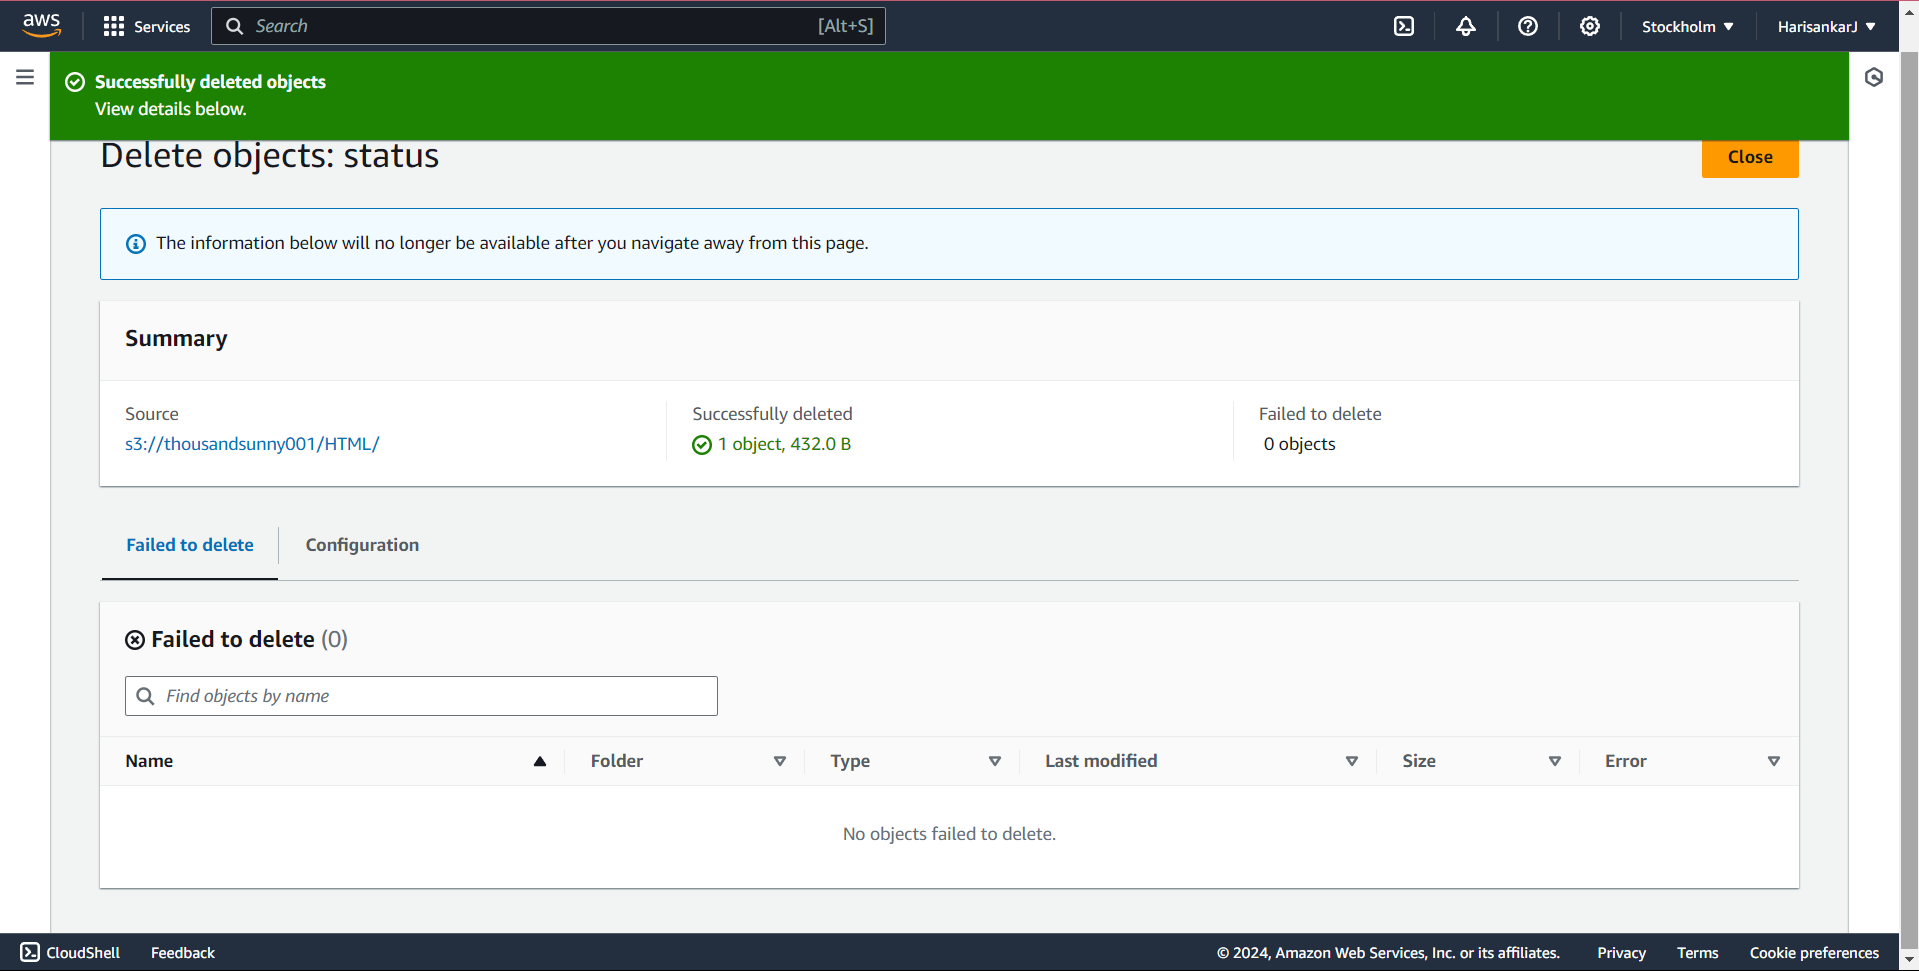 aws
Services
Search
[Alt+S]
Stockholm
HarisankarJ
Successfully deleted objects
View details below.
Delete objects: status
Close
The information below will no longer be available after you navigate away from this page.
Summary
Source
s3://thousandsunny001/HTML/
Successfully deleted
1 object, 432.0 B
Failed to delete
0 objects
Failed to delete
Configuration
Failed to delete (0)
Find objects by name
Name
Folder
Type
Last modified
Size
Error
No objects failed to delete.
CloudShell
Feedback
© 2024, Amazon Web Services, Inc. or its affiliates.
Privacy
Terms
Cookie preferences